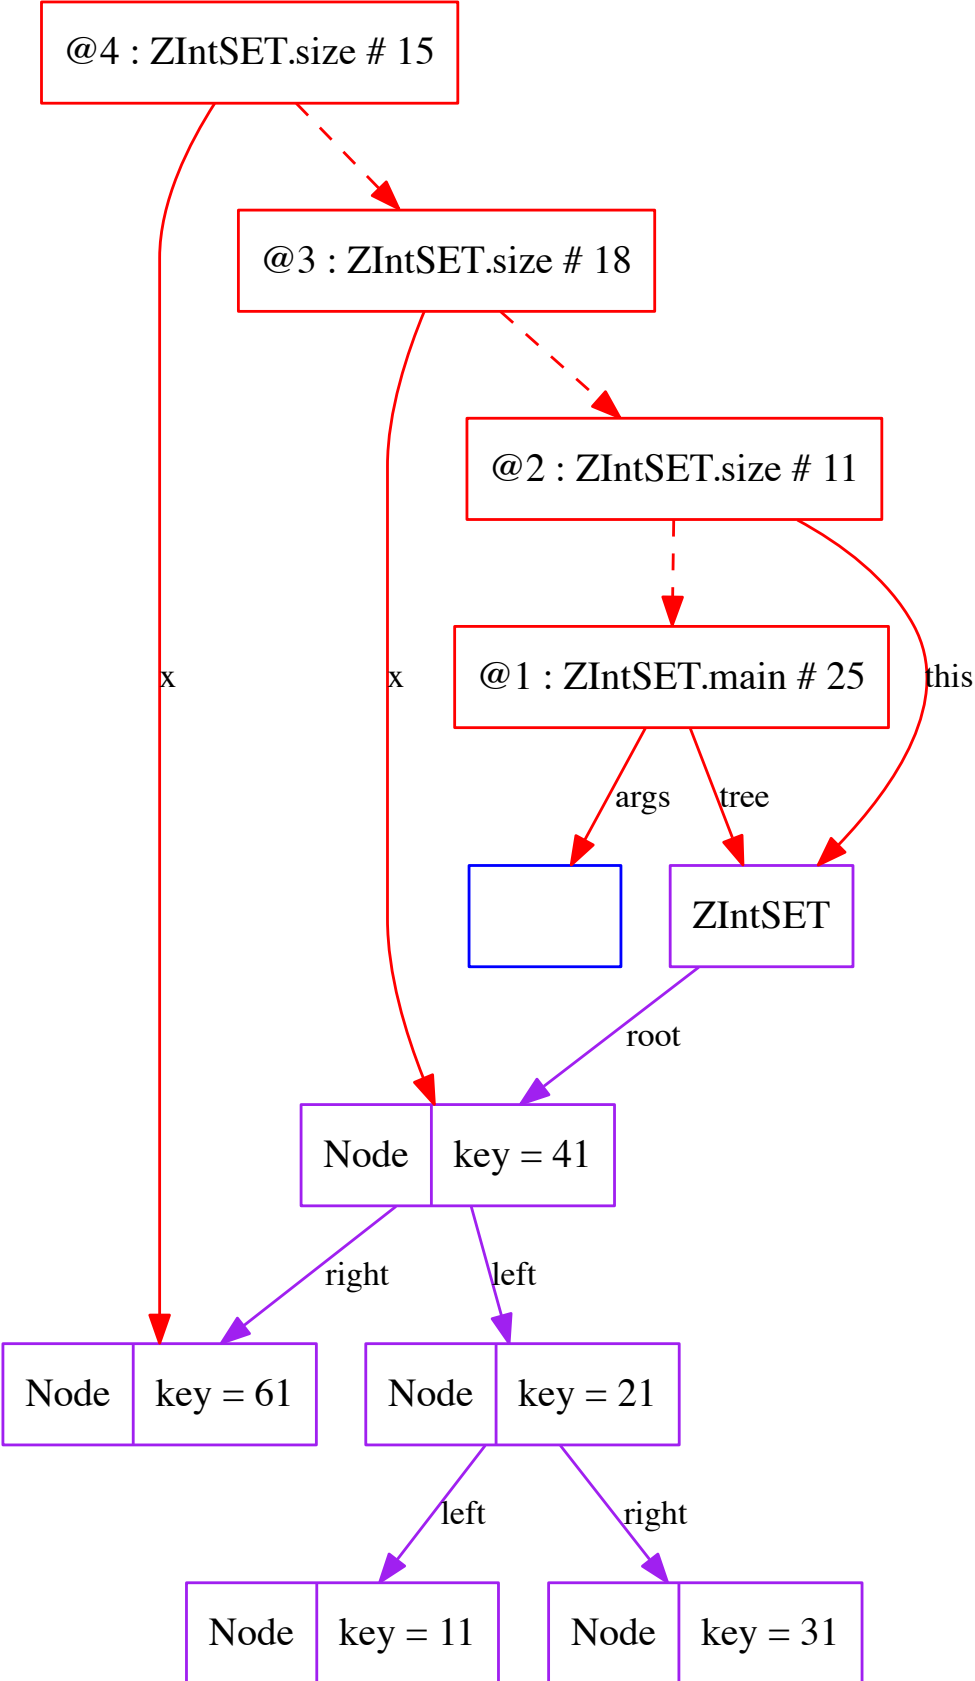 @4 : ZIntSET.size # 15
@3 : ZIntSET.size # 18
@2 : ZIntSET.size # 11
x
x
@1 : ZIntSET.main # 25
this
args
tree
ZIntSET
root
Node
key = 41
right
left
Node
key = 61
Node
key = 21
left
right
Node
key = 11
Node
key = 31